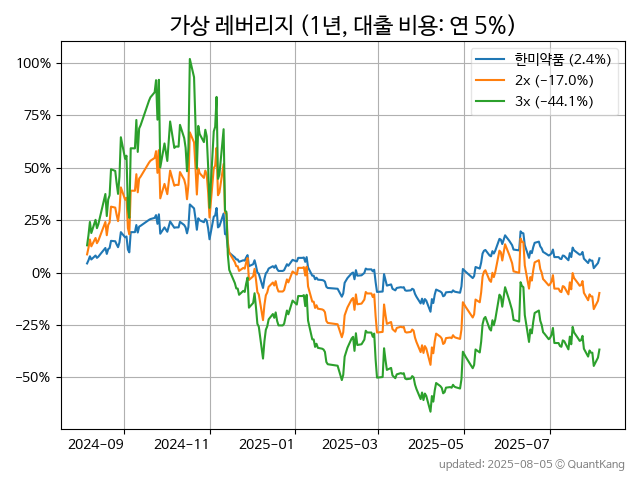 가상 레버리지 (1년, 대출 비용: 연 5%)
한미약품 (2.4%)
2x (−17.0%)
3x (−44.1%)
100%
75%
50%
25%
0%
−25%
−50%
2024-09
2024-11
2025-01
2025-03
2025-05
2025-07
updated: 2025-08-05 ⓒ QuantKang